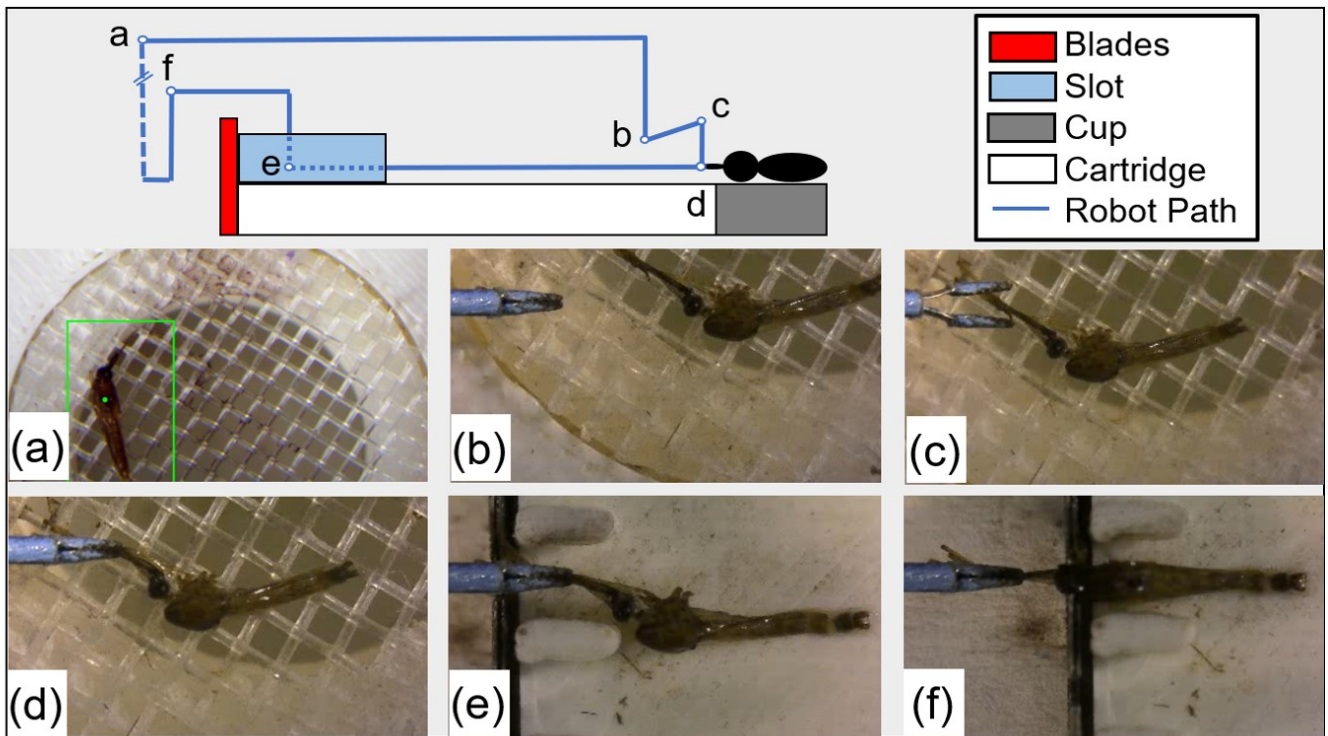 a
f
c
b
e
d
Blades
Slot
Cup
Cartridge
Robot Path
(a)
(b)
(c)
(d)
(e)
(f)